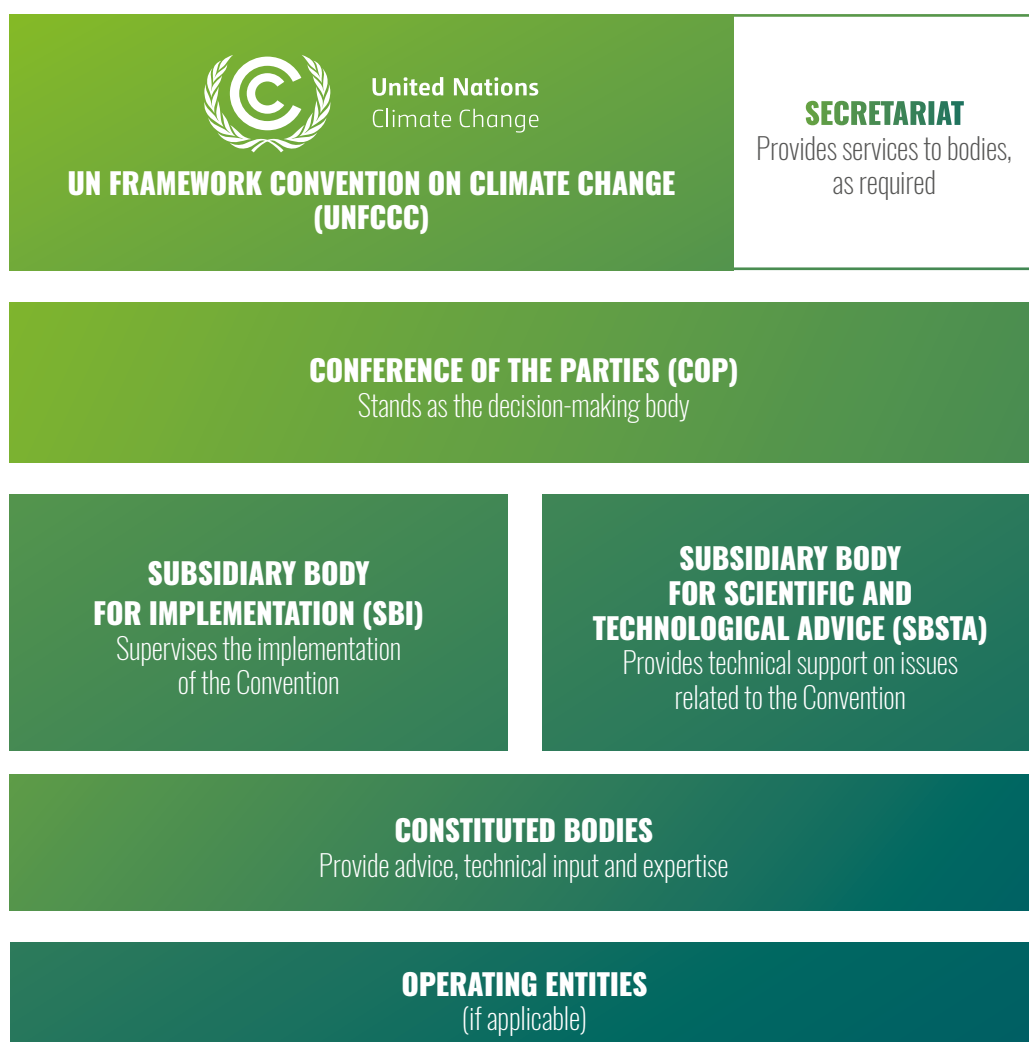 United Nations
Climate Change
UN FRAMEWORK CONVENTION ON CLIMATE CHANGE
(UNFCCC)
SECRETARIAT
Provides services to bodies,
as required
CONFERENCE OF THE PARTIES (COP)
Stands as the decision-making body
SUBSIDIARY BODY
FOR IMPLEMENTATION (SBI)
Supervises the implementation
of the Convention
SUBSIDIARY BODY
FOR SCIENTIFIC AND
TECHNOLOGICAL ADVICE (SBSTA)
Provides technical support on issues
related to the Convention
CONSTITUTED BODIES
Provide advice, technical input and expertise
OPERATING ENTITIES
(if applicable)